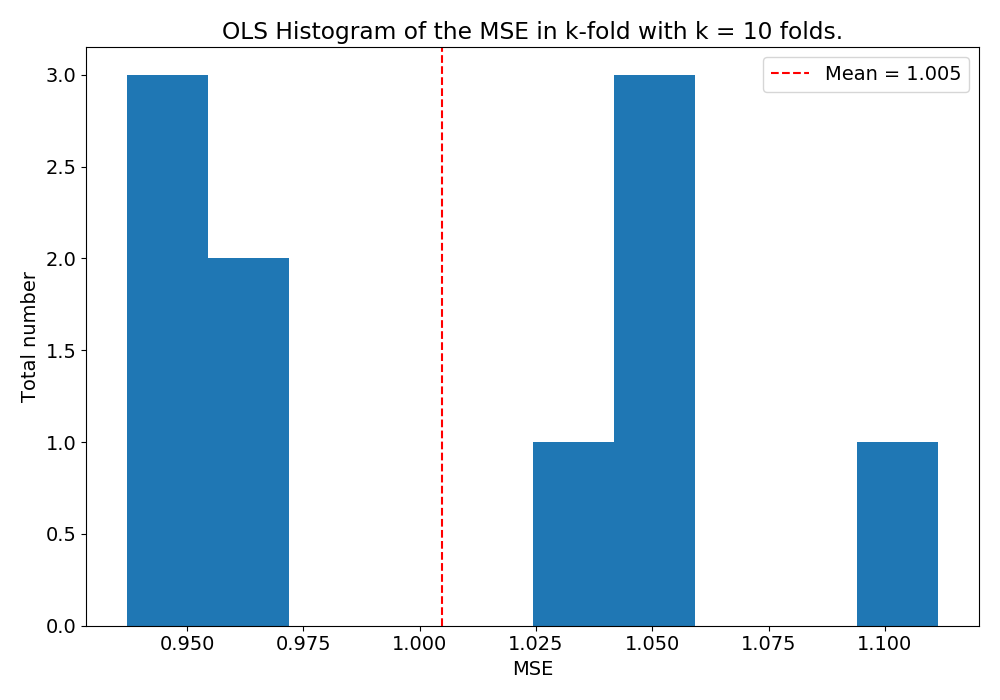 OLS Histogram of the MSE in k-fold with k = 10 folds.
Mean = 1.005
3.0
2.5
2.0
1.5
1.0
0.5
0.0
Total number
0.950 0.975 1.000 1.025 1.050 1.075 1.100
MSE